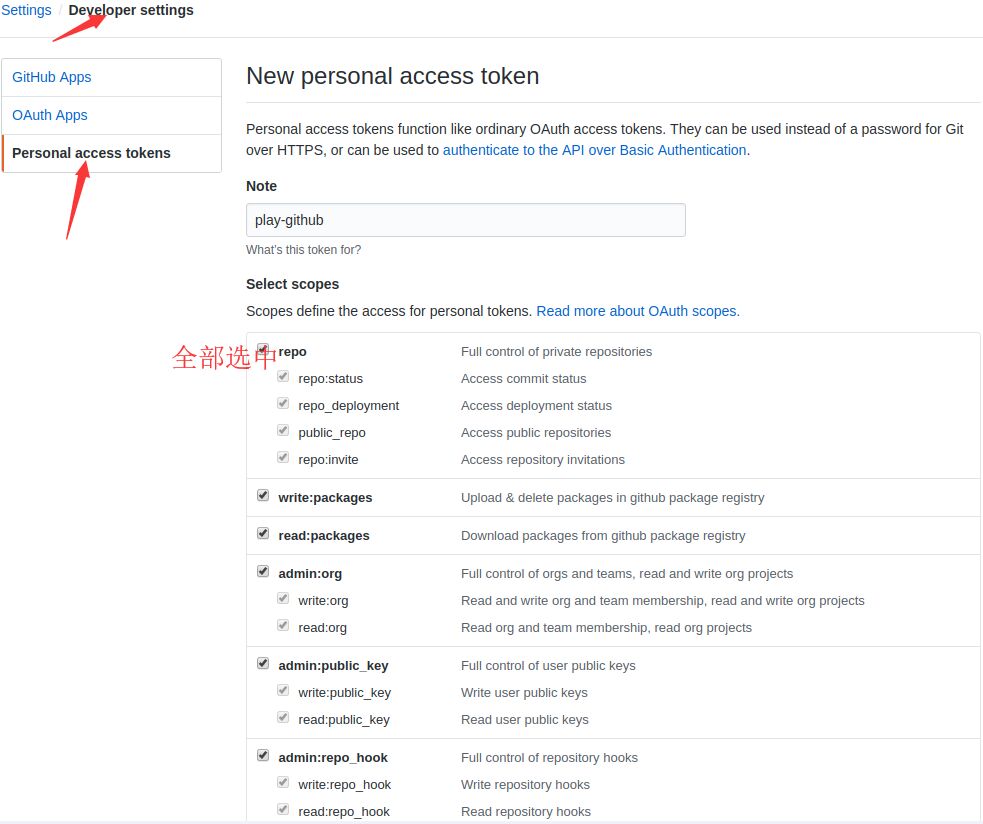 Settings / Developer settings
GitHub Apps
OAuth Apps
Personal access tokens
New personal access token
Personal access tokens function like ordinary OAuth access tokens. They can be used instead of a password for Git
over HTTPS, or can be used to authenticate to the API over Basic Authentication.
Note
play-github
What's this token for?
Select scopes
Scopes define the access for personal tokens. Read more about OAuth scopes.
全部选中
repo Full control of private repositories
repo:status Access commit status
repo_deployment Access deployment status
public_repo Access public repositories
repo:invite Access repository invitations
write:packages Upload & delete packages in github package registry
read:packages Download packages from github package registry
admin:org Full control of orgs and teams, read and write org projects
write:org Read and write org and team membership, read and write org projects
read:org Read org and team membership, read org projects
admin:public_key Full control of user public keys
write:public_key Write user public keys
read:public_key Read user public keys
admin:repo_hook Full control of repository hooks
write:repo_hook Write repository hooks
read:repo_hook Read repository hooks